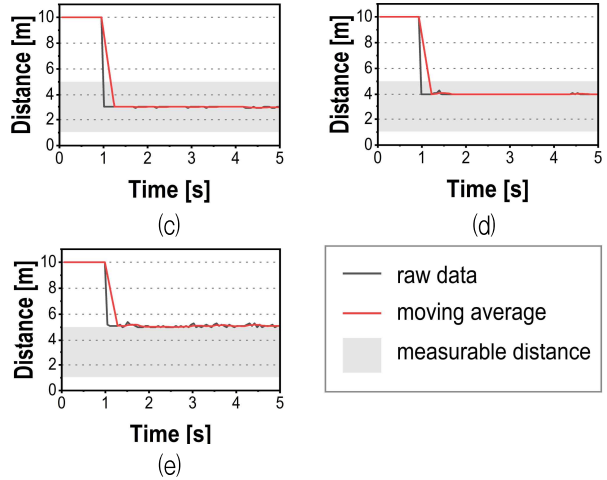 Distance [m]
10
8
6
4
2
0
0 1 2 3 4 5
Time [s]
(c)
Distance [m]
10
8
6
4
2
0
0 1 2 3 4 5
Time [s]
(d)
Distance [m]
10
8
6
4
2
0
0 1 2 3 4 5
Time [s]
(e)
raw data
moving average
measurable distance